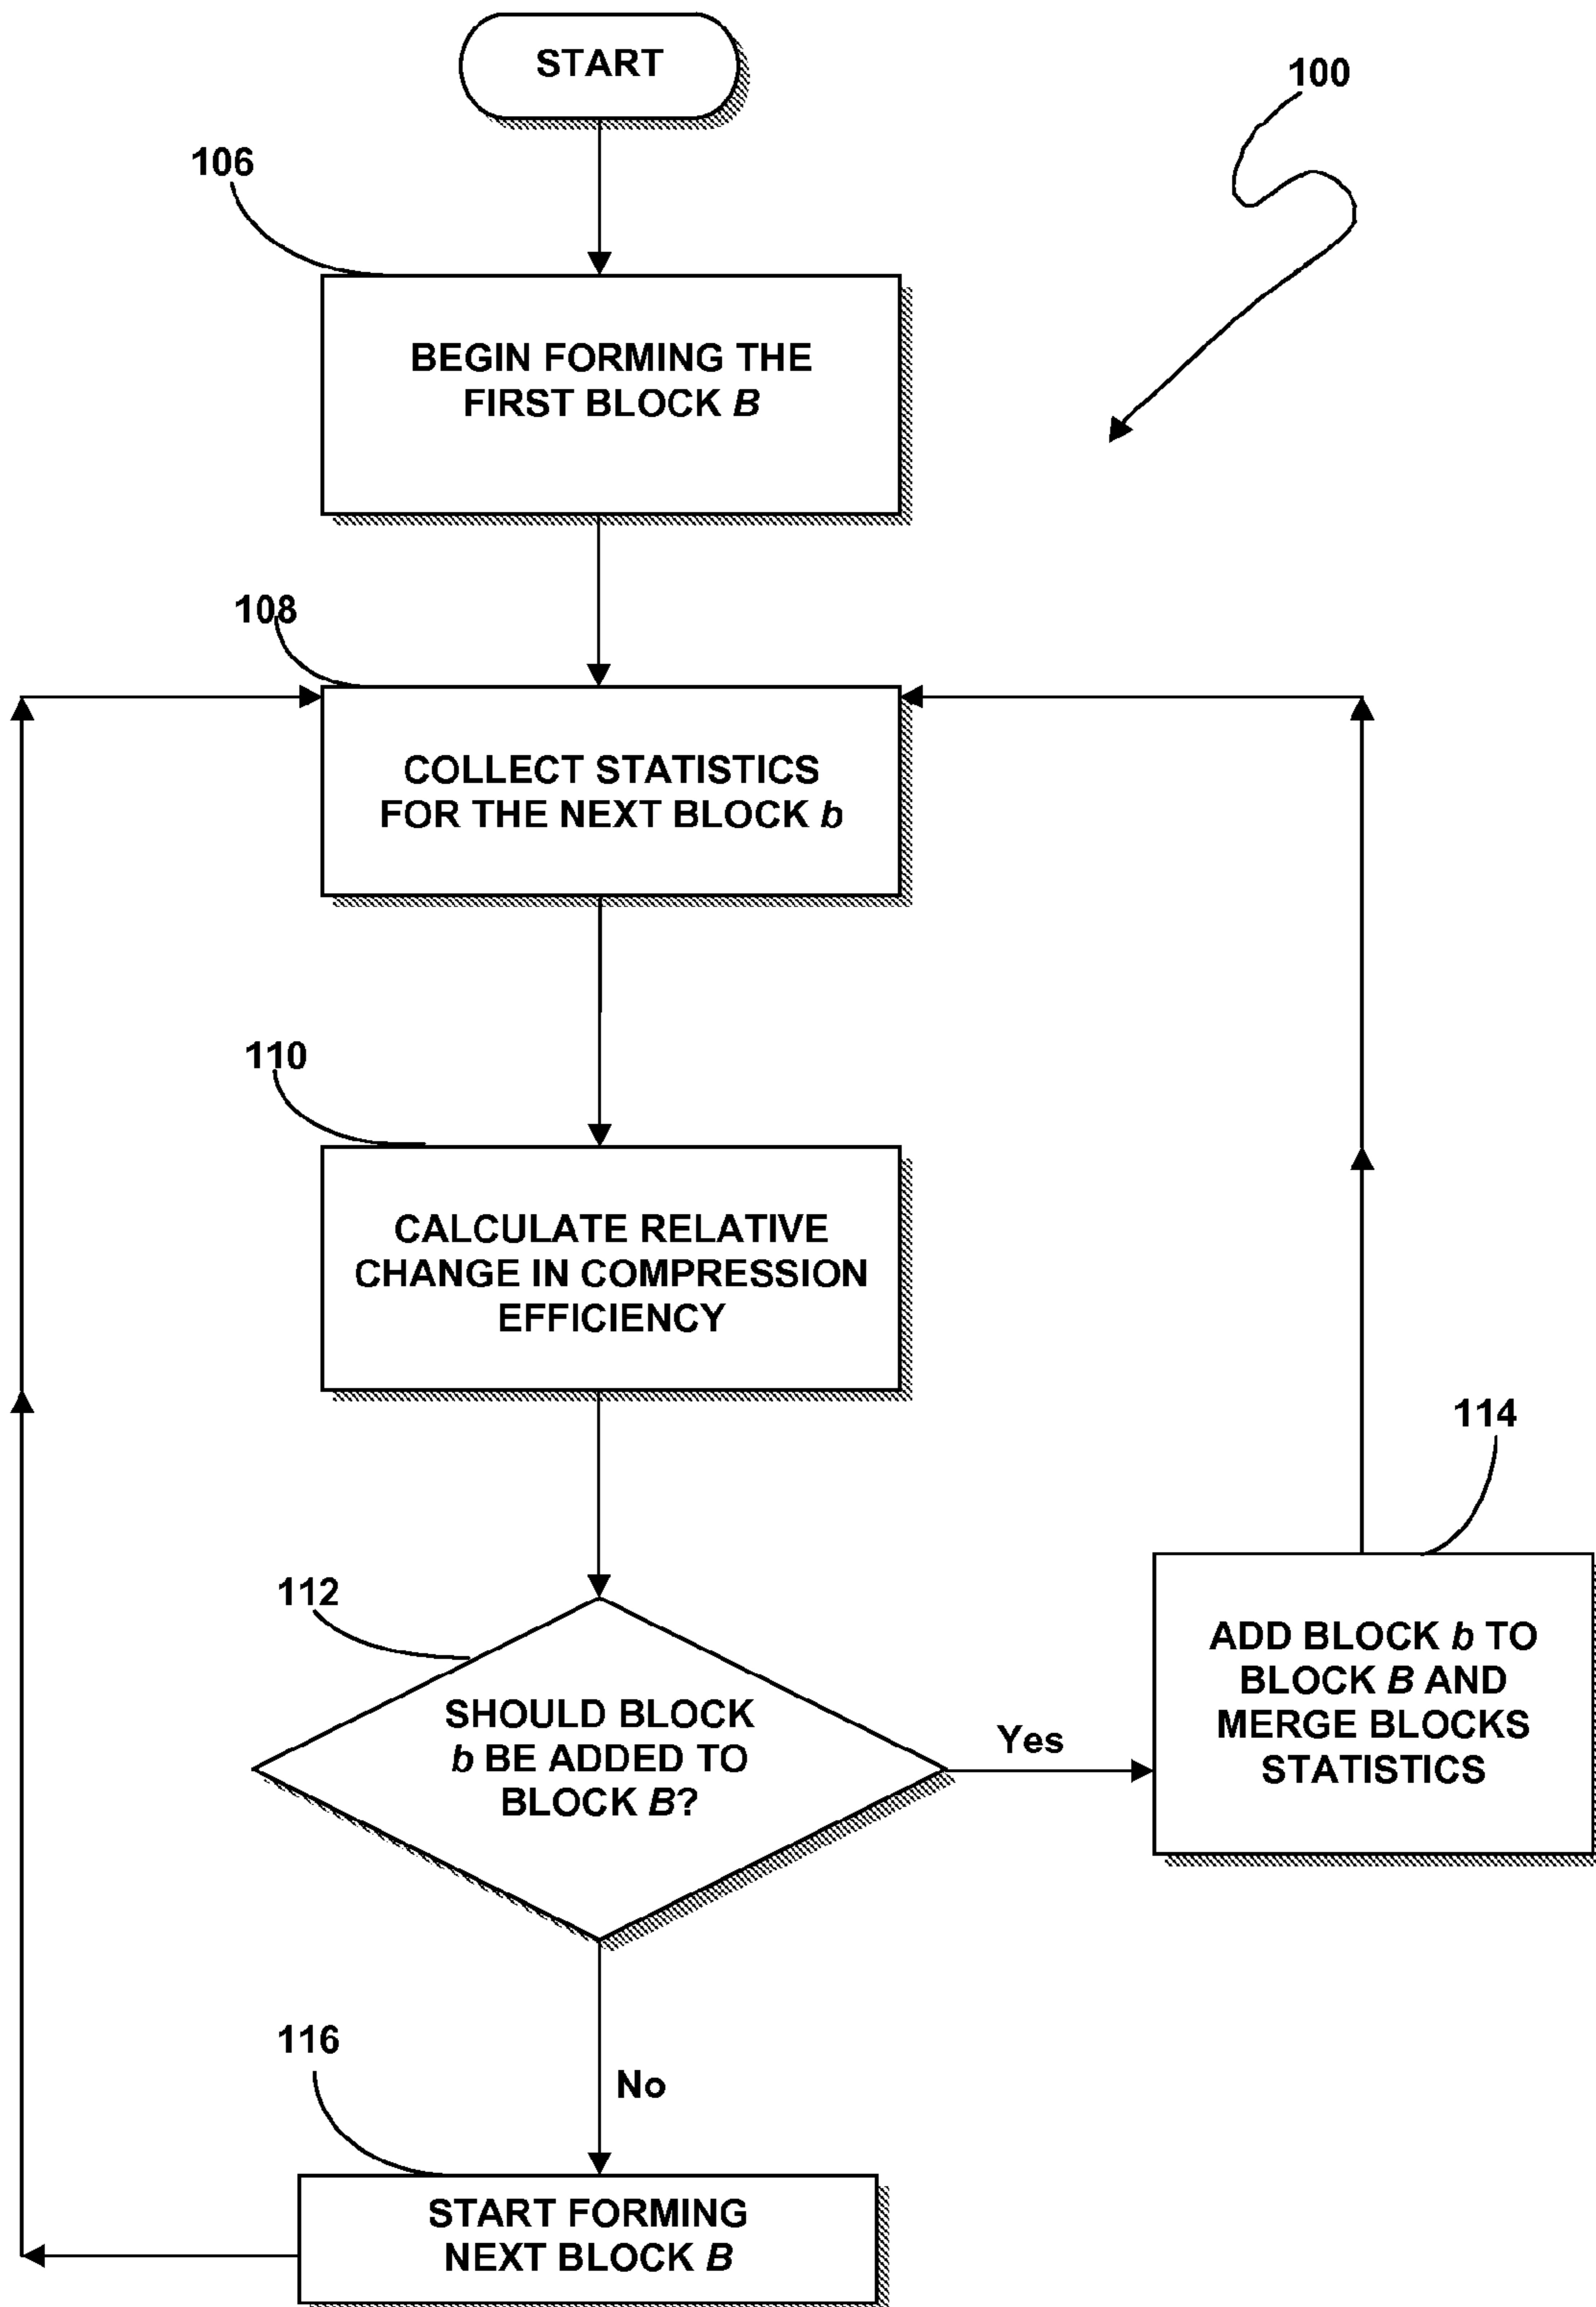 START
100
106
BEGIN FORMING THE
FIRST BLOCK B
108
COLLECT STATISTICS
FOR THE NEXT BLOCK b
110
CALCULATE RELATIVE
CHANGE IN COMPRESSION
EFFICIENCY
114
112
SHOULD BLOCK
b BE ADDED TO
BLOCK B?
Yes
ADD BLOCK b TO
BLOCK B AND
MERGE BLOCKS
STATISTICS
116
No
START FORMING
NEXT BLOCK B